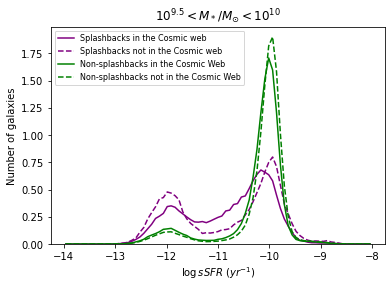 10^9.5 < M_*/M_⊙ < 10^10
Splashbacks in the Cosmic web
Splashbacks not in the Cosmic web
Non-splashbacks in the Cosmic Web
Non-splashbacks not in the Cosmic Web
Number of galaxies
1.75
1.50
1.25
1.00
0.75
0.50
0.25
0.00
−14 −13 −12 −11 −10 −9 −8
log sSFR (yr⁻¹)